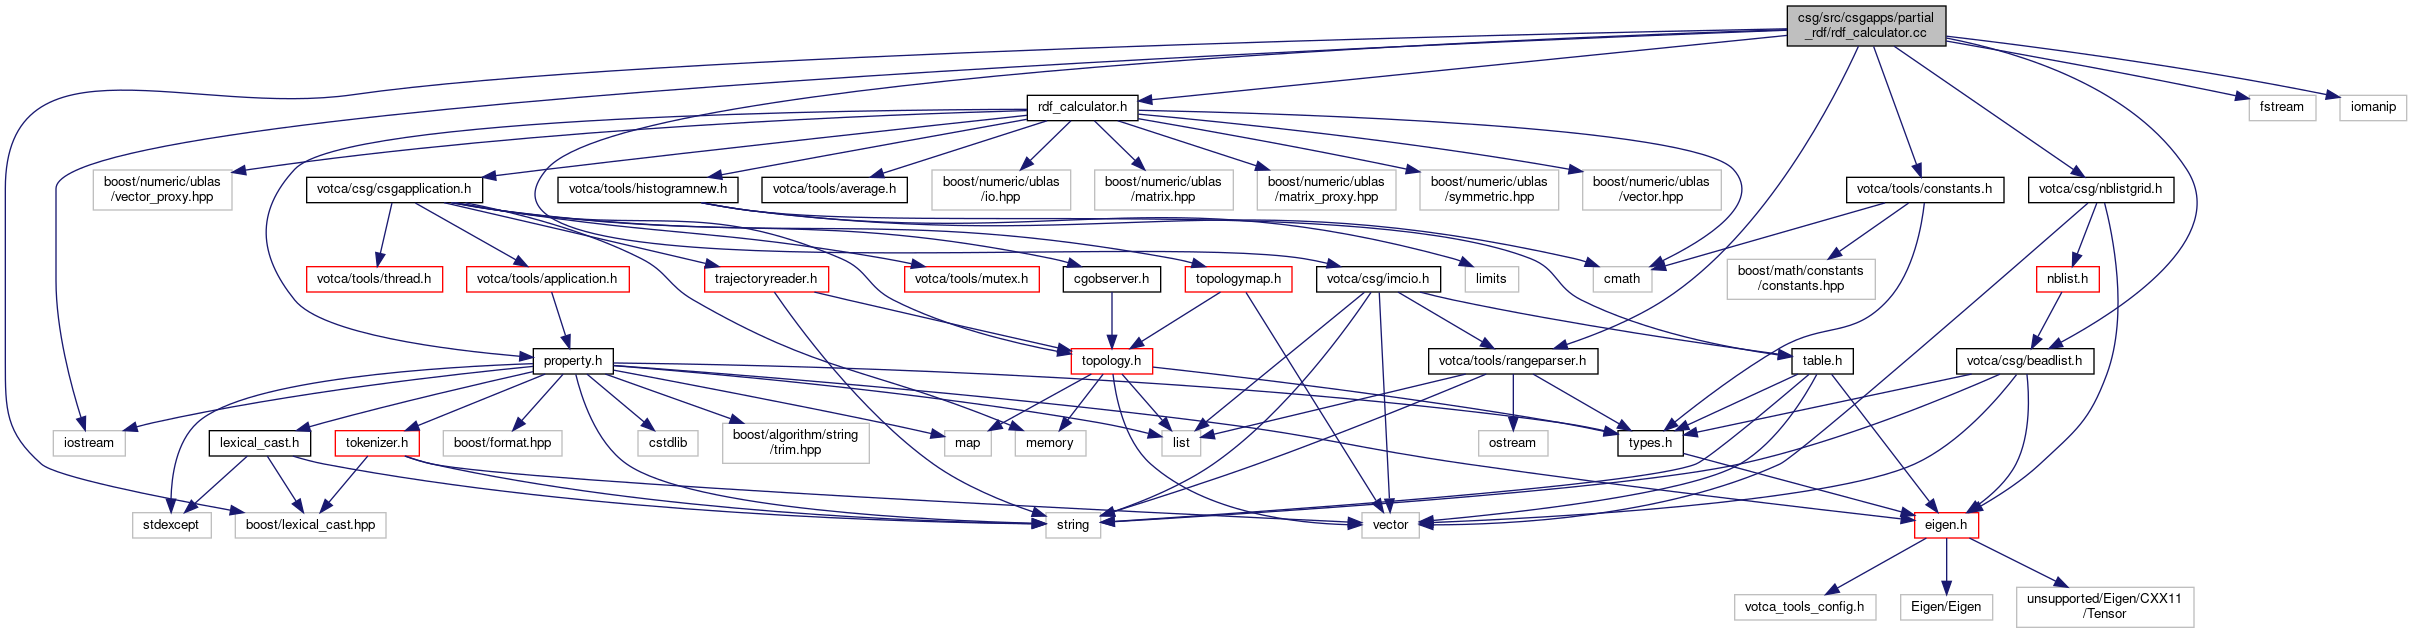 csg/src/csgapps/partial
_rdf/rdf_calculator.cc
rdf_calculator.h
fstream
iomanip
boost/numeric/ublas
/vector_proxy.hpp
votca/csg/csgapplication.h
votca/tools/histogramnew.h
votca/tools/average.h
boost/numeric/ublas
/io.hpp
boost/numeric/ublas
/matrix.hpp
boost/numeric/ublas
/matrix_proxy.hpp
boost/numeric/ublas
/symmetric.hpp
boost/numeric/ublas
/vector.hpp
votca/tools/constants.h
votca/csg/nblistgrid.h
votca/tools/thread.h
votca/tools/application.h
trajectoryreader.h
votca/tools/mutex.h
cgobserver.h
topologymap.h
votca/csg/imcio.h
limits
cmath
boost/math/constants
/constants.hpp
nblist.h
property.h
topology.h
votca/tools/rangeparser.h
table.h
votca/csg/beadlist.h
iostream
lexical_cast.h
tokenizer.h
boost/format.hpp
cstdlib
boost/algorithm/string
/trim.hpp
map
memory
list
ostream
types.h
stdexcept
boost/lexical_cast.hpp
string
vector
eigen.h
votca_tools_config.h
Eigen/Eigen
unsupported/Eigen/CXX11
/Tensor